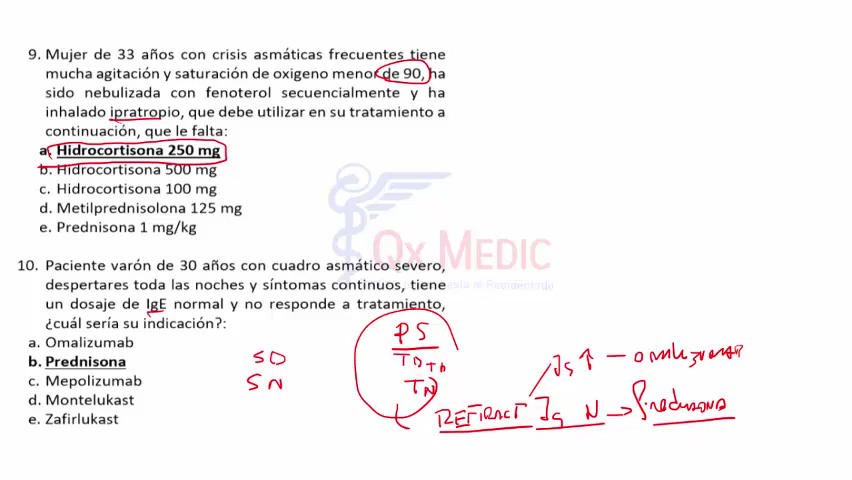 9. Mujer de 33 años con crisis asmáticas frecuentes tiene
mucha agitación y saturación de oxigeno menor de 90, ha
sido nebulizada con fenoterol secuencialmente y ha
inhalado ipratropio, que debe utilizar en su tratamiento a
continuación, que le falta:
a. Hidrocortisona 250 mg
b. Hidrocortisona 500 mg
c. Hidrocortisona 100 mg
d. Metilprednisolona 125 mg
e. Prednisona 1 mg/kg
Qx MEDIC
10. Paciente varón de 30 años con cuadro asmático severo,
despertares toda las noches y síntomas continuos, tiene
un dosaje de IgE normal y no responde a tratamiento,
¿cuál sería su indicación?:
a. Omalizumab
b. Prednisona
c. Mepolizumab
d. Montelukast
e. Zafirlukast
SD
SN
PS
TN
REFRACT Ig N → Prednisona